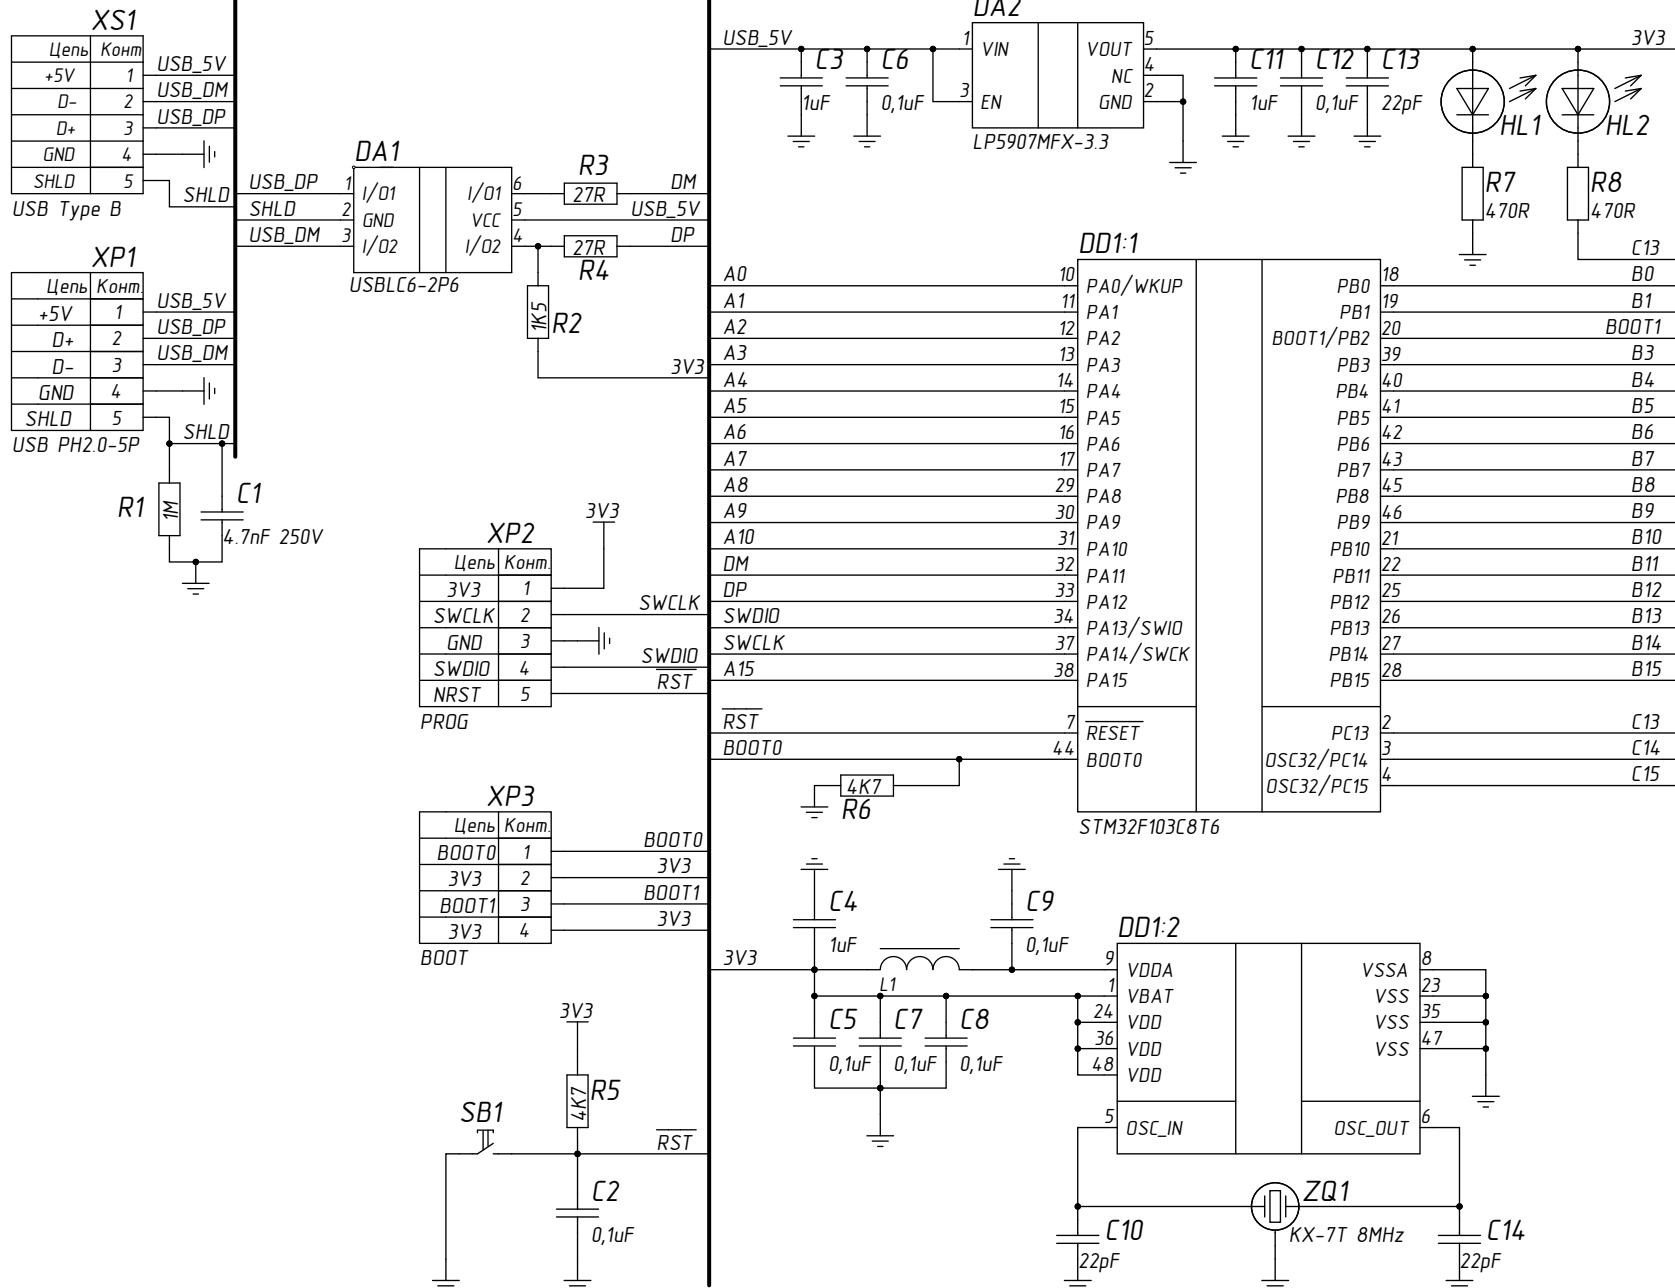 XS1
Цепь Конт
+5V 1 USB_5V
D- 2 USB_DM
D+ 3 USB_DP
GND 4
SHLD 5 SHLD
USB Type B
XP1
Цепь Конт.
+5V 1 USB_5V
D+ 2 USB_DP
D- 3 USB_DM
GND 4
SHLD 5
SHLD
USB PH2.0-5P
R1 1M
C1
4.7nF 250V
DA1
USB_DP 1 I/O1 I/O1 6
SHLD 2 GND VCC 5
USB_DM 3 I/O2 I/O2 4
USBLC6-2P6
R3
27R DM
USB_5V
27R DP
R4
1K5 R2
3V3
XP2
3V3
Цепь Конт.
3V3 1
SWCLK 2 SWCLK
GND 3
SWDIO 4 SWDIO
NRST 5 RST
PROG
XP3
Цепь Конт.
BOOT0 1 BOOT0
3V3 2 3V3
BOOT1 3 BOOT1
3V3 4 3V3
BOOT
3V3
4K7 R5
SB1
RST
C2
0,1uF
DA2
USB_5V
C3
1uF
C6
0,1uF
1 VIN VOUT 5
NC 4
3 EN GND 2
LP5907MFX-3.3
3V3
C11
1uF
C12
0,1uF
C13
22pF
HL1
HL2
R7
470R
R8
470R
C13
DD1:1
A0 10 PA0/WKUP PB0 18 B0
A1 11 PA1 PB1 19 B1
A2 12 PA2 BOOT1/PB2 20 BOOT1
A3 13 PA3 PB3 39 B3
A4 14 PA4 PB4 40 B4
A5 15 PA5 PB5 41 B5
A6 16 PA6 PB6 42 B6
A7 17 PA7 PB7 43 B7
A8 29 PA8 PB8 45 B8
A9 30 PA9 PB9 46 B9
A10 31 PA10 PB10 21 B10
DM 32 PA11 PB11 22 B11
DP 33 PA12 PB12 25 B12
SWDIO 34 PA13/SWIO PB13 26 B13
SWCLK 37 PA14/SWCK PB14 27 B14
A15 38 PA15 PB15 28 B15
RST 7 RESET PC13 2 C13
BOOT0 44 BOOT0 OSC32/PC14 3 C14
OSC32/PC15 4 C15
4K7
R6
STM32F103C8T6
C4
1uF
C9
0,1uF
3V3
L1
C5
0,1uF
C7
0,1uF
C8
0,1uF
DD1:2
9 VDDA VSSA 8
1 VBAT VSS 23
24 VDD VSS 35
36 VDD VSS 47
48 VDD
5 OSC_IN OSC_OUT 6
ZQ1
KX-7T 8MHz
C10
22pF
C14
22pF